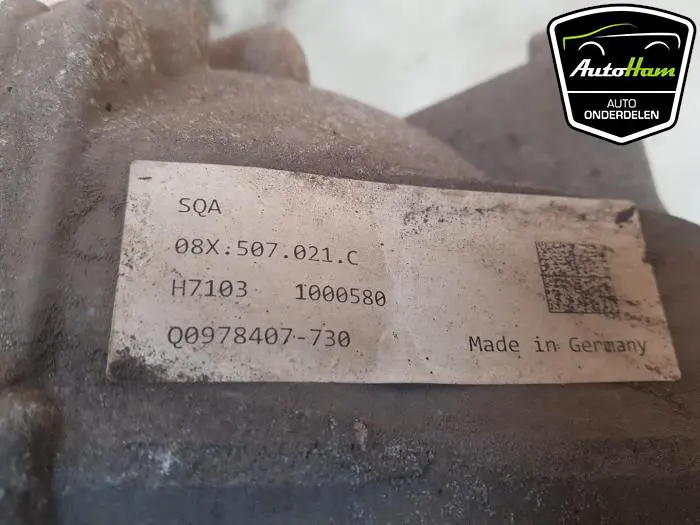 AutoHam
AUTO
ONDERDELEN
SQA
08X.507.021.C
H7103 1000580
Q0978407-730
Made in Germany